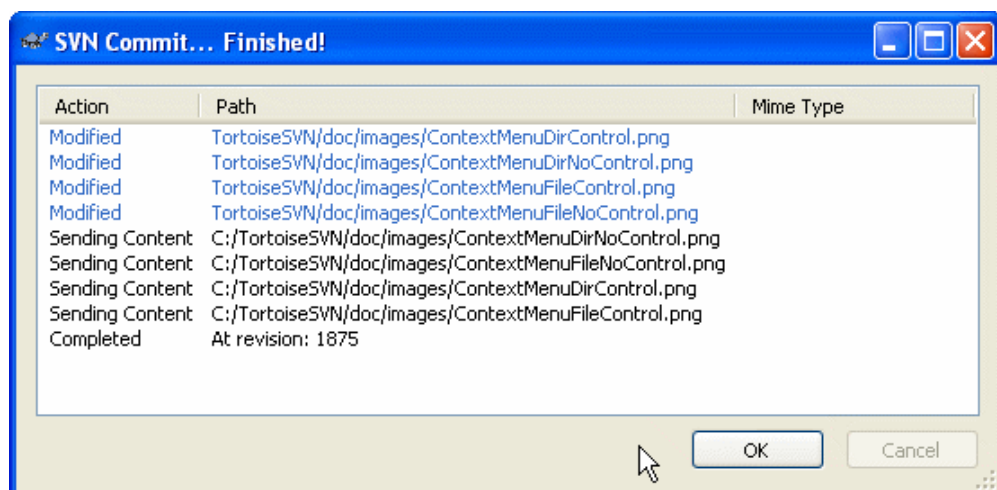 SVN Commit... Finished!
Action Path Mime Type
Modified TortoiseSVN/doc/images/ContextMenuDirControl.png
Modified TortoiseSVN/doc/images/ContextMenuDirNoControl.png
Modified TortoiseSVN/doc/images/ContextMenuFileControl.png
Modified TortoiseSVN/doc/images/ContextMenuFileNoControl.png
Sending Content C:/TortoiseSVN/doc/images/ContextMenuDirNoControl.png
Sending Content C:/TortoiseSVN/doc/images/ContextMenuFileNoControl.png
Sending Content C:/TortoiseSVN/doc/images/ContextMenuDirControl.png
Sending Content C:/TortoiseSVN/doc/images/ContextMenuFileControl.png
Completed At revision: 1875
OK Cancel